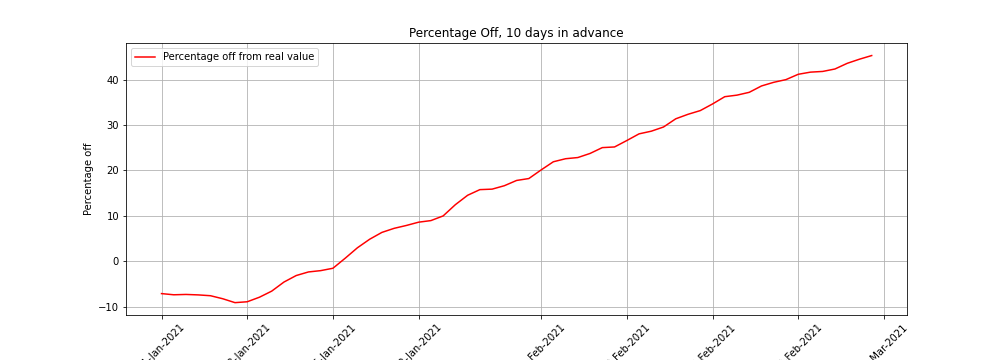 Percentage Off, 10 days in advance
Percentage off from real value
Percentage off
40
30
20
10
0
−10
Jan-2021
Jan-2021
Jan-2021
Jan-2021
Feb-2021
Feb-2021
Feb-2021
Feb-2021
Mar-2021